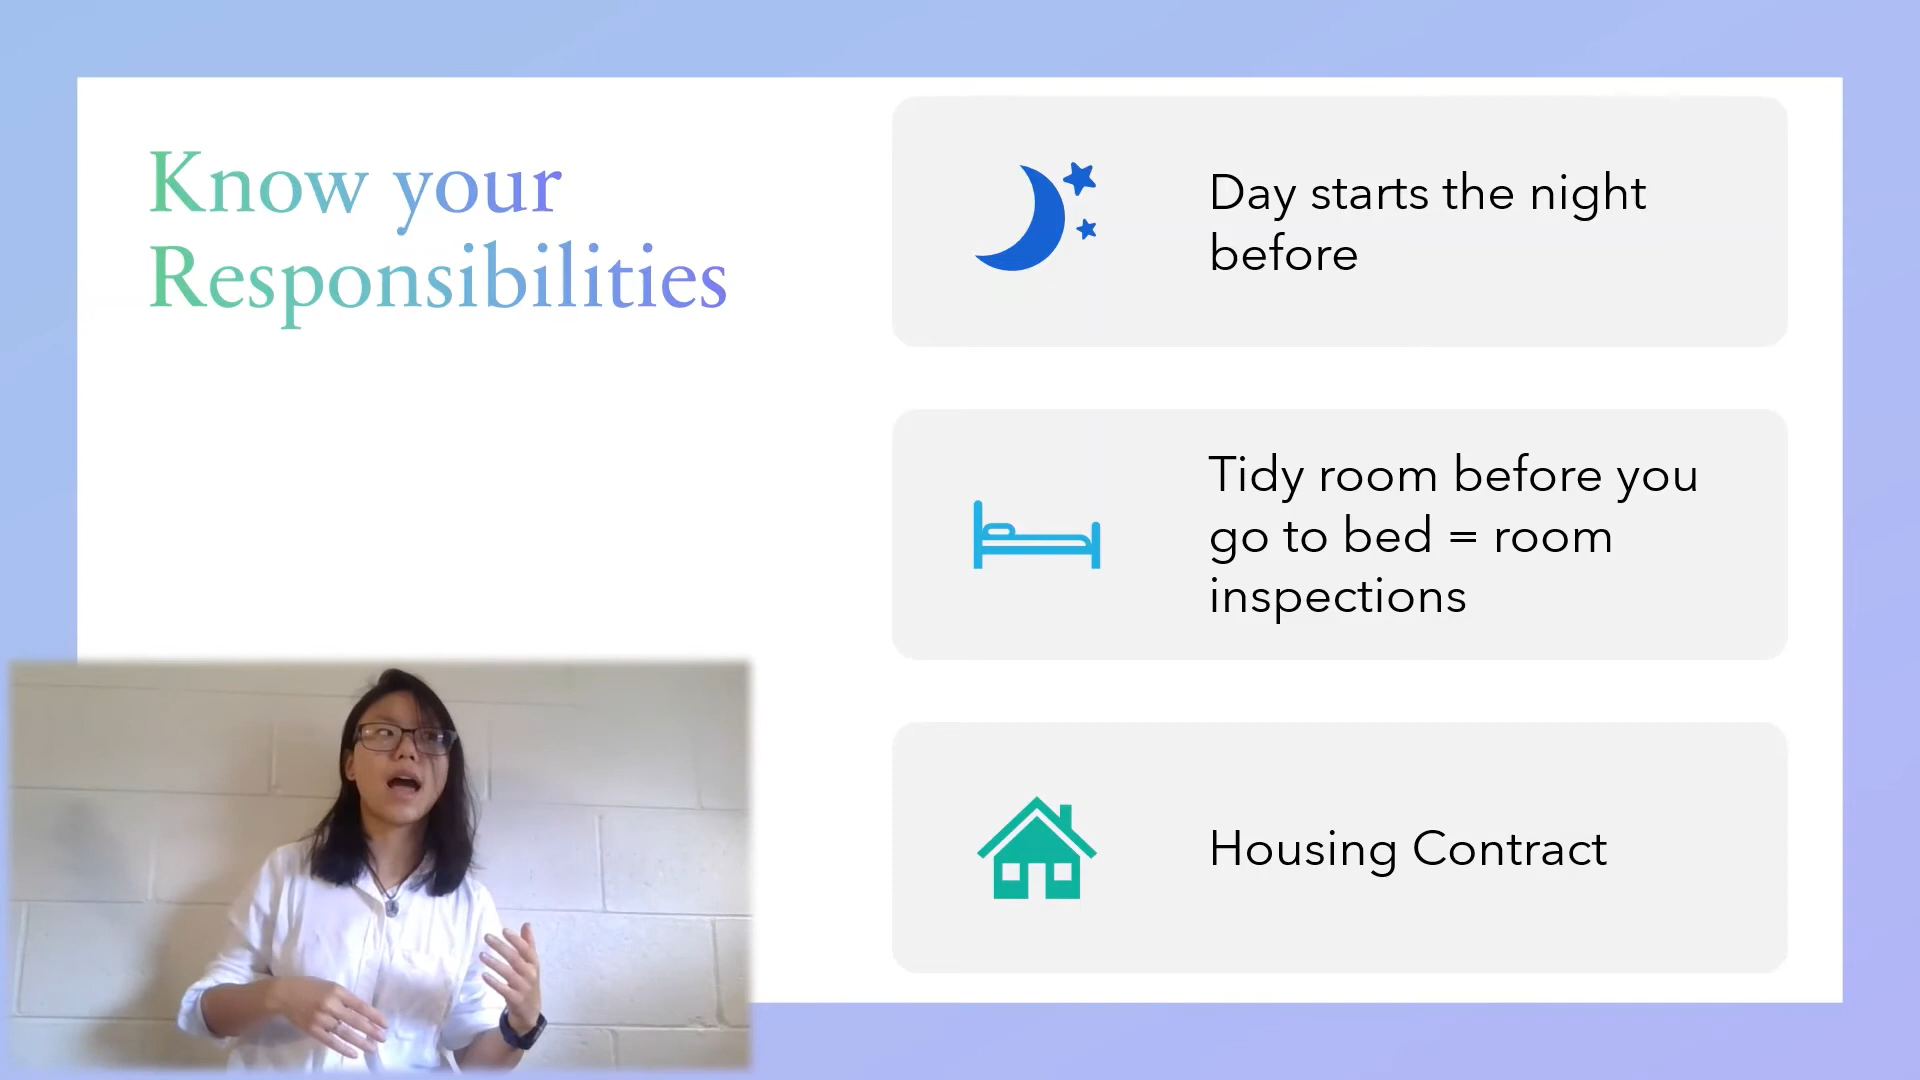 Know your
Responsibilities
Day starts the night
before
Tidy room before you
go to bed = room
inspections
Housing Contract